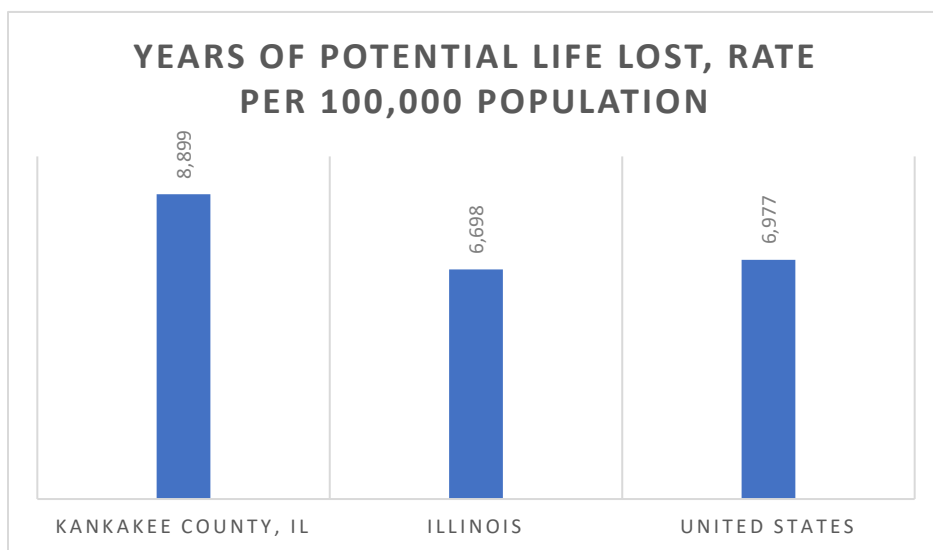 YEARS OF POTENTIAL LIFE LOST, RATE
PER 100,000 POPULATION
8,899
6,698
6,977
KANKAKEE COUNTY, IL
ILLINOIS
UNITED STATES